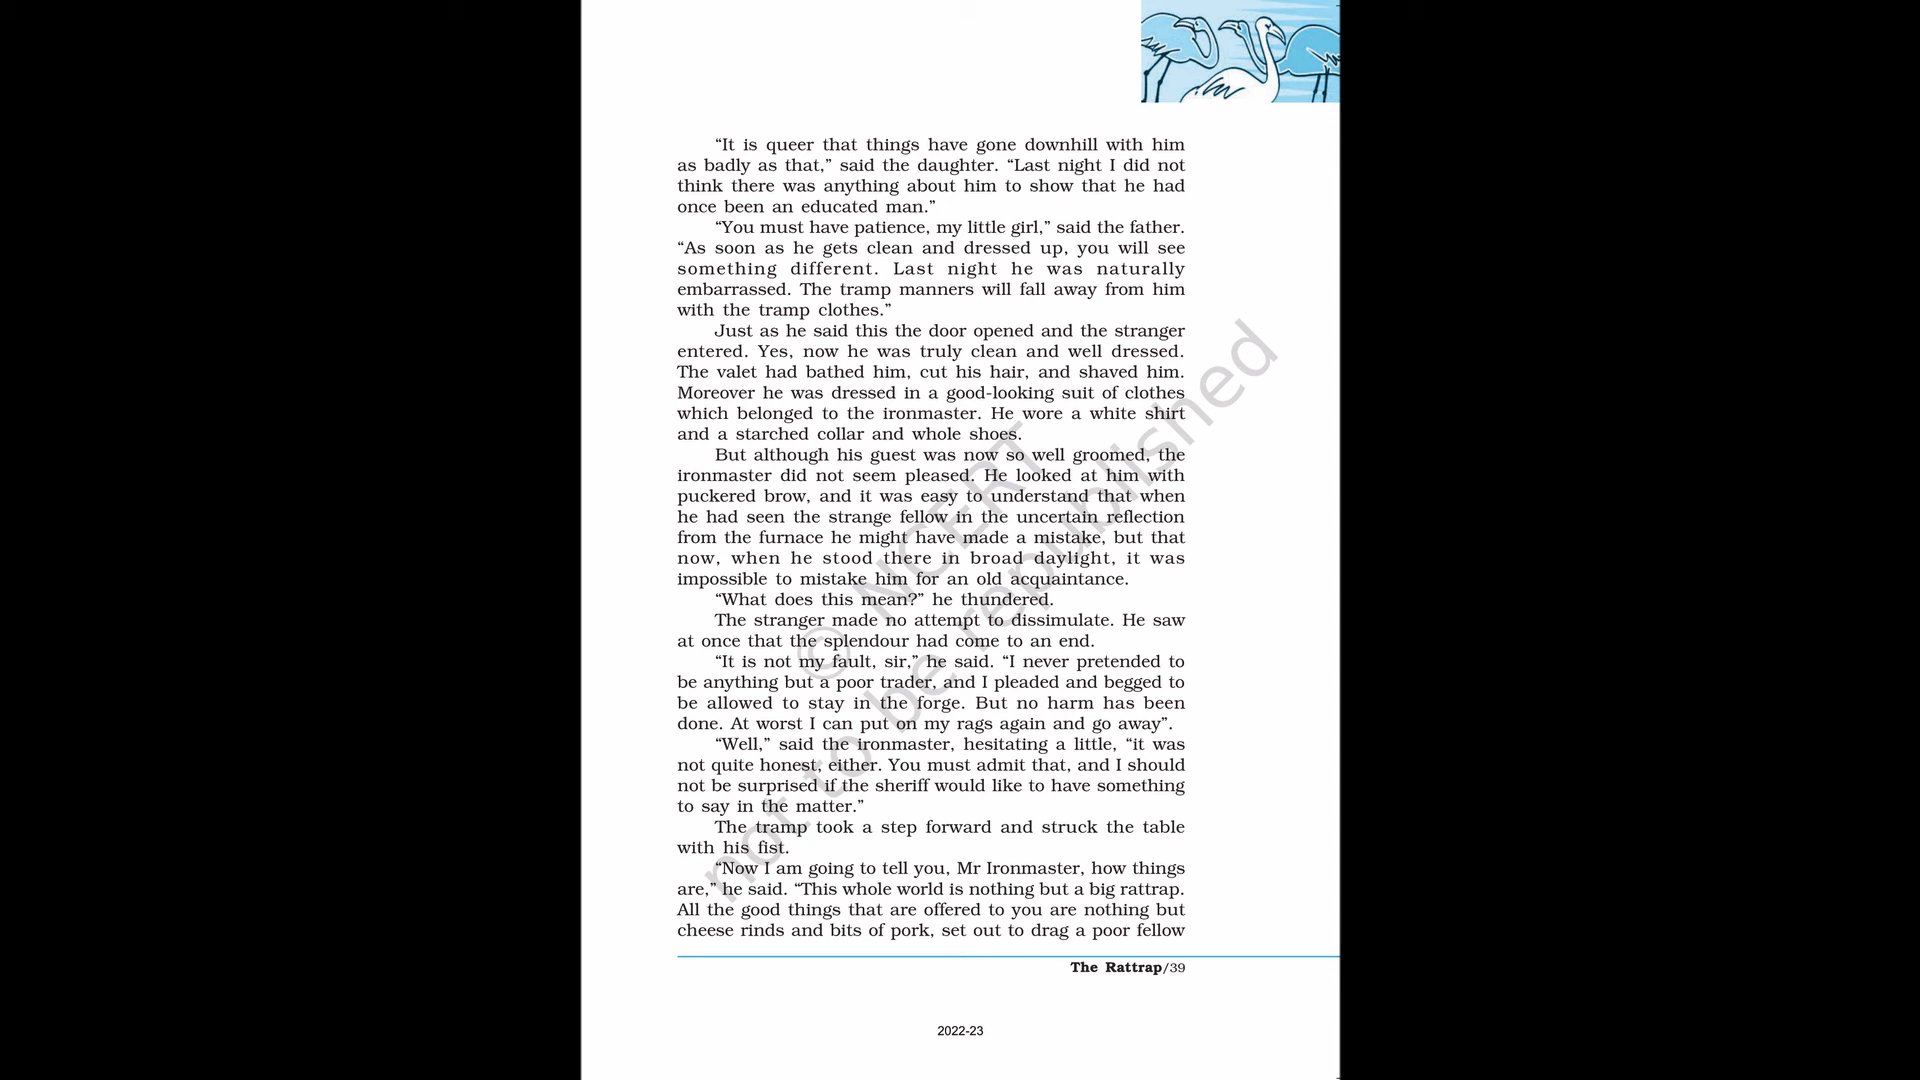 “It is queer that things have gone downhill with him
as badly as that,” said the daughter. “Last night I did not
think there was anything about him to show that he had
once been an educated man.”
“You must have patience, my little girl,” said the father.
“As soon as he gets clean and dressed up, you will see
something different. Last night he was naturally
embarrassed. The tramp manners will fall away from him
with the tramp clothes.”
Just as he said this the door opened and the stranger
entered. Yes, now he was truly clean and well dressed.
The valet had bathed him, cut his hair, and shaved him.
Moreover he was dressed in a good-looking suit of clothes
which belonged to the ironmaster. He wore a white shirt
and a starched collar and whole shoes.
But although his guest was now so well groomed, the
ironmaster did not seem pleased. He looked at him with
puckered brow, and it was easy to understand that when
he had seen the strange fellow in the uncertain reflection
from the furnace he might have made a mistake, but that
now, when he stood there in broad daylight, it was
impossible to mistake him for an old acquaintance.
“What does this mean?” he thundered.
The stranger made no attempt to dissimulate. He saw
at once that the splendour had come to an end.
“It is not my fault, sir,” he said. “I never pretended to
be anything but a poor trader, and I pleaded and begged to
be allowed to stay in the forge. But no harm has been
done. At worst I can put on my rags again and go away”.
“Well,” said the ironmaster, hesitating a little, “it was
not quite honest, either. You must admit that, and I should
not be surprised if the sheriff would like to have something
to say in the matter.”
The tramp took a step forward and struck the table
with his fist.
“Now I am going to tell you, Mr Ironmaster, how things
are,” he said. “This whole world is nothing but a big rattrap.
All the good things that are offered to you are nothing but
cheese rinds and bits of pork, set out to drag a poor fellow
The Rattrap/39
2022-23
© NCERT
not to be republished